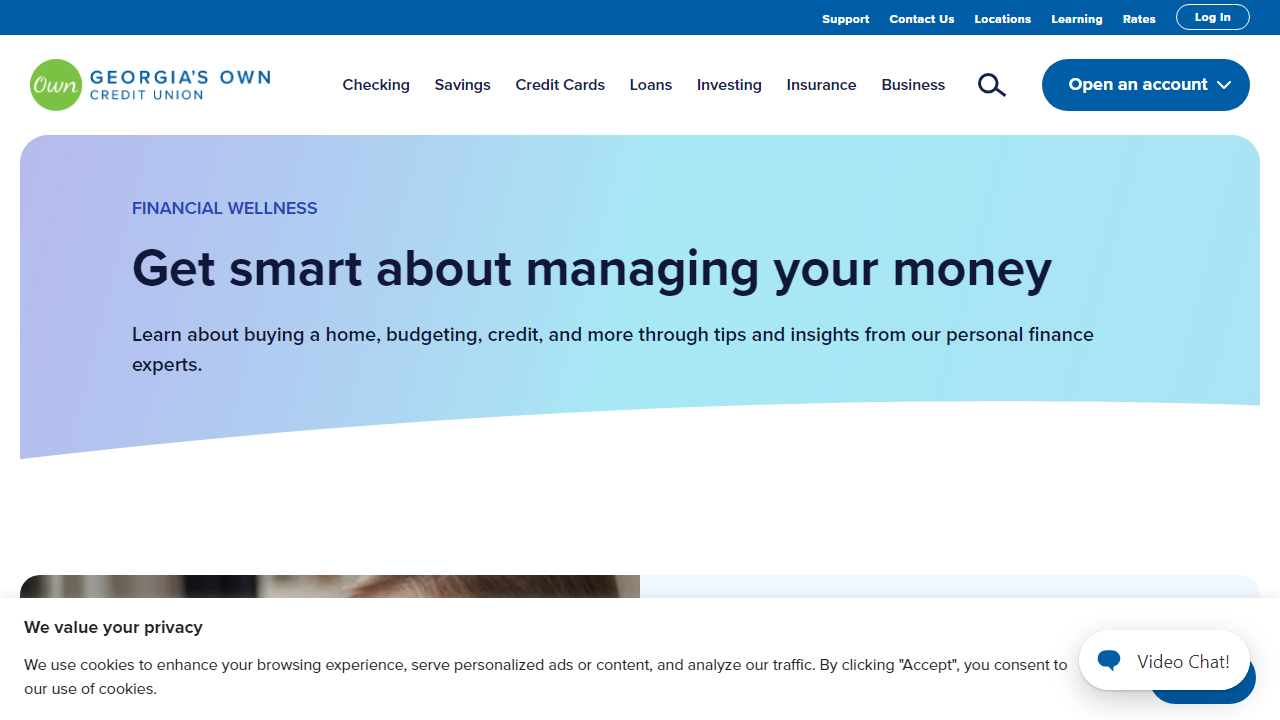 Support Contact Us Locations Learning Rates Log In
Own GEORGIA'S OWN
CREDIT UNION
Checking Savings Credit Cards Loans Investing Insurance Business Open an account
FINANCIAL WELLNESS
Get smart about managing your money
Learn about buying a home, budgeting, credit, and more through tips and insights from our personal finance
experts.
We value your privacy
We use cookies to enhance your browsing experience, serve personalized ads or content, and analyze our traffic. By clicking "Accept", you consent to
our use of cookies.
Video Chat!